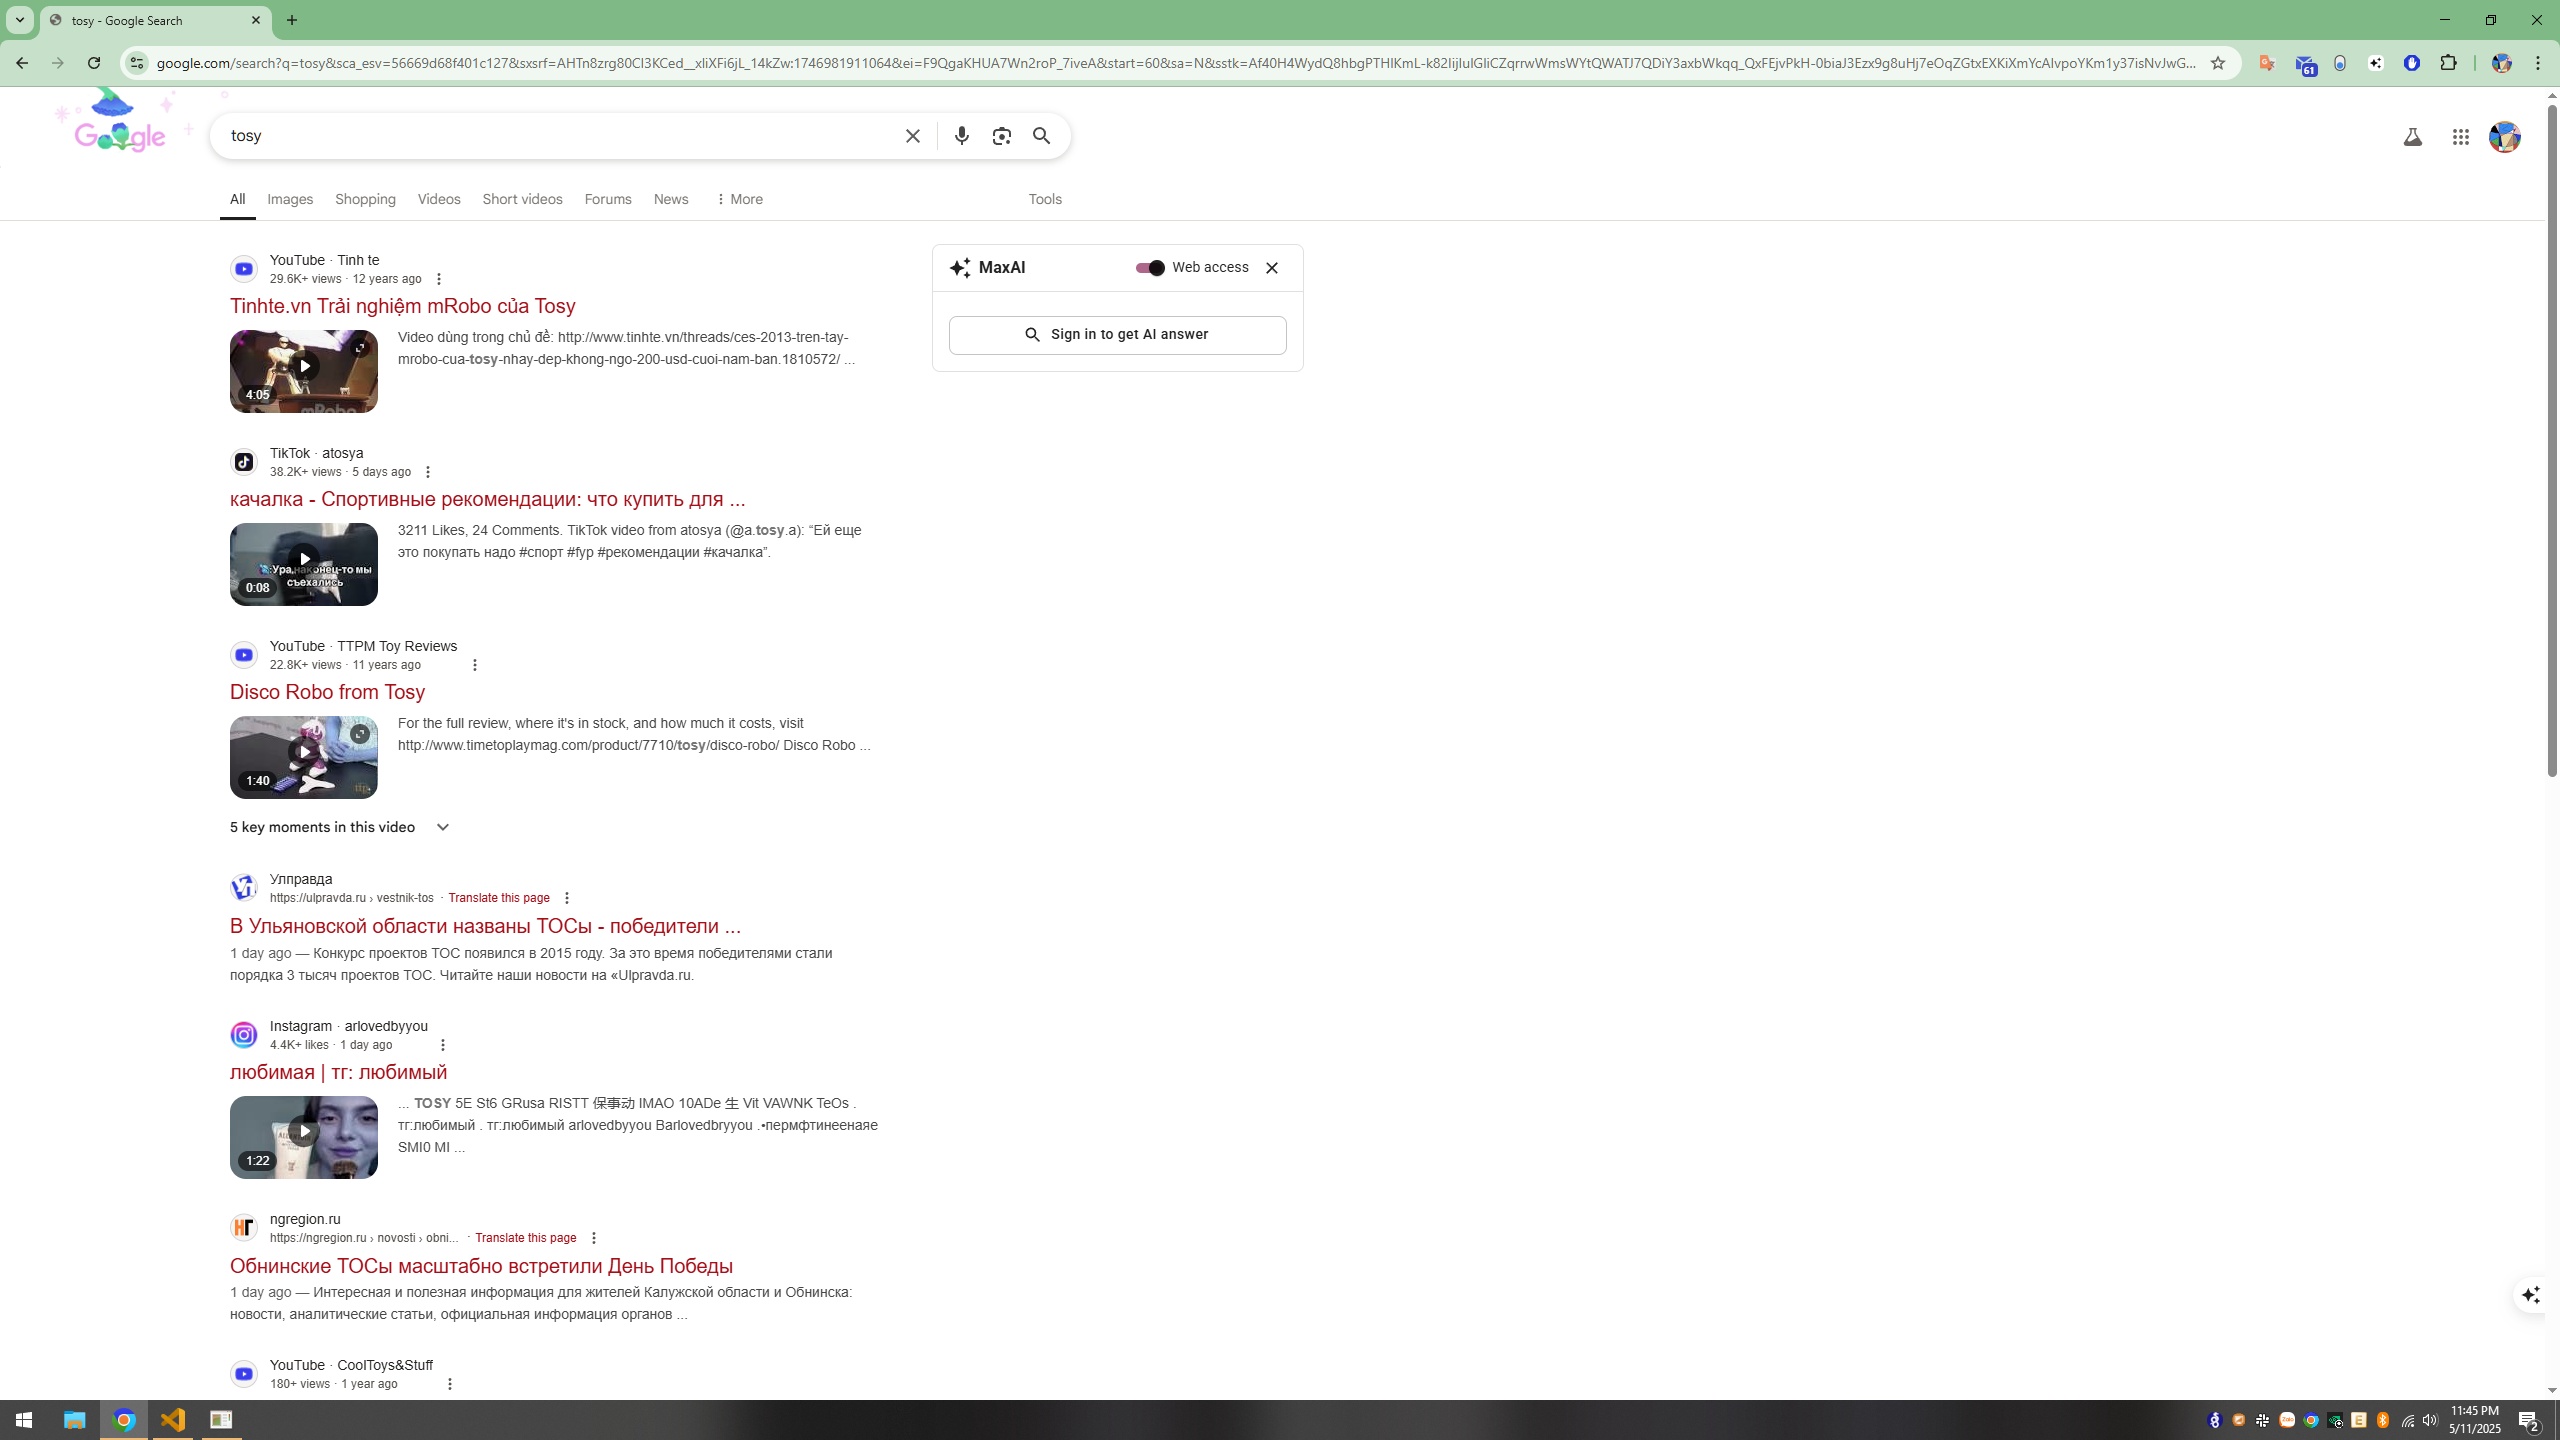 tosy - Google Search
google.com/search?q=tosy&sca_esv=56669d68f401c127&sxsrf=
61
Google
tosy
All
Images
Shopping
Videos
Short videos
Forums
News
More
Tools
YouTube · Tinh te
29.6K+ views · 12 years ago
Tinhte.vn Trải nghiệm mRobo của Tosy
Video dùng trong chủ đề: http://www.tinhte.vn/threads/ces-2013-tren-tay-
mrobo-cua-tosy-nhay-dep-khong-ngo-200-usd-cuoi-nam-ban.1810572/ ...
4:05
mRobo
MaxAI
Web access
Sign in to get AI answer
TikTok · atosya
38.2K+ views · 5 days ago
качалка - Спортивные рекомендации: что купить для ...
3211 Likes, 24 Comments. TikTok video from atosya (@a.tosy.a): “Ей еще
это покупать надо #спорт #fyp #рекомендации #качалка”.
:Ура,наконец-то мы
съехались
0:08
YouTube · TTPM Toy Reviews
22.8K+ views · 11 years ago
Disco Robo from Tosy
For the full review, where it's in stock, and how much it costs, visit
http://www.timetoplaymag.com/product/7710/tosy/disco-robo/ Disco Robo ...
1:40
5 key moments in this video
Улправда
https://ulpravda.ru › vestnik-tos · Translate this page
В Ульяновской области названы ТОСы - победители ...
1 day ago — Конкурс проектов ТОС появился в 2015 году. За это время победителями стали
порядка 3 тысяч проектов ТОС. Читайте наши новости на «Ulpravda.ru.
Instagram · arlovedbyyou
4.4K+ likes · 1 day ago
любимая | тг: любимый
... TOSY 5E St6 GRusa RISTT 保事动 IMAO 10ADe 生 Vit VAWNK TeOs .
тг:любимый . тг:любимый arlovedbyyou Barlovedbryyou .•пермфтинеенаяе
SMI0 MI ...
1:22
НГ
ngregion.ru
https://ngregion.ru › novosti › obni... · Translate this page
Обнинские ТОСы масштабно встретили День Победы
1 day ago — Интересная и полезная информация для жителей Калужской области и Обнинска:
новости, аналитические статьи, официальная информация органов ...
YouTube · CoolToys&Stuff
180+ views · 1 year ago
11:45 PM
5/11/2025
2